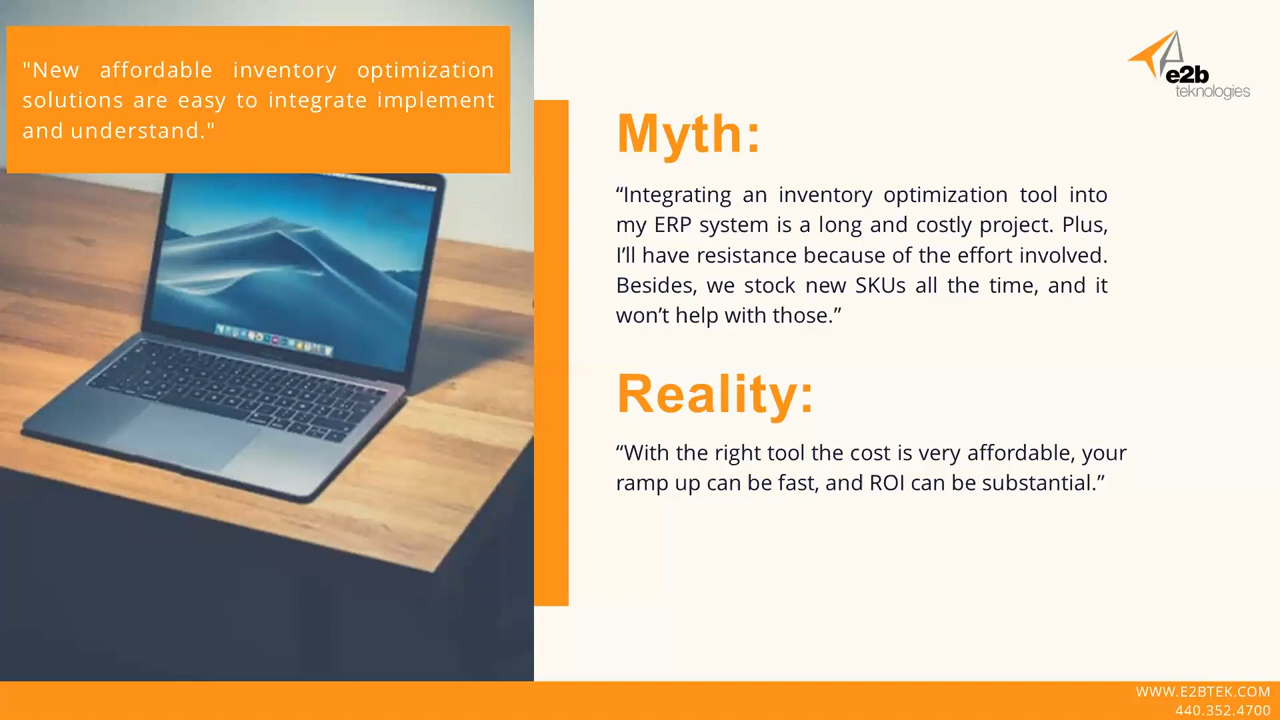 "New affordable inventory optimization
solutions are easy to integrate implement
and understand."
e2b
teknologies
Myth:
“Integrating an inventory optimization tool into
my ERP system is a long and costly project. Plus,
I’ll have resistance because of the effort involved.
Besides, we stock new SKUs all the time, and it
won’t help with those.”
Reality:
“With the right tool the cost is very affordable, your
ramp up can be fast, and ROI can be substantial.”
WWW.E2BTEK.COM
440.352.4700